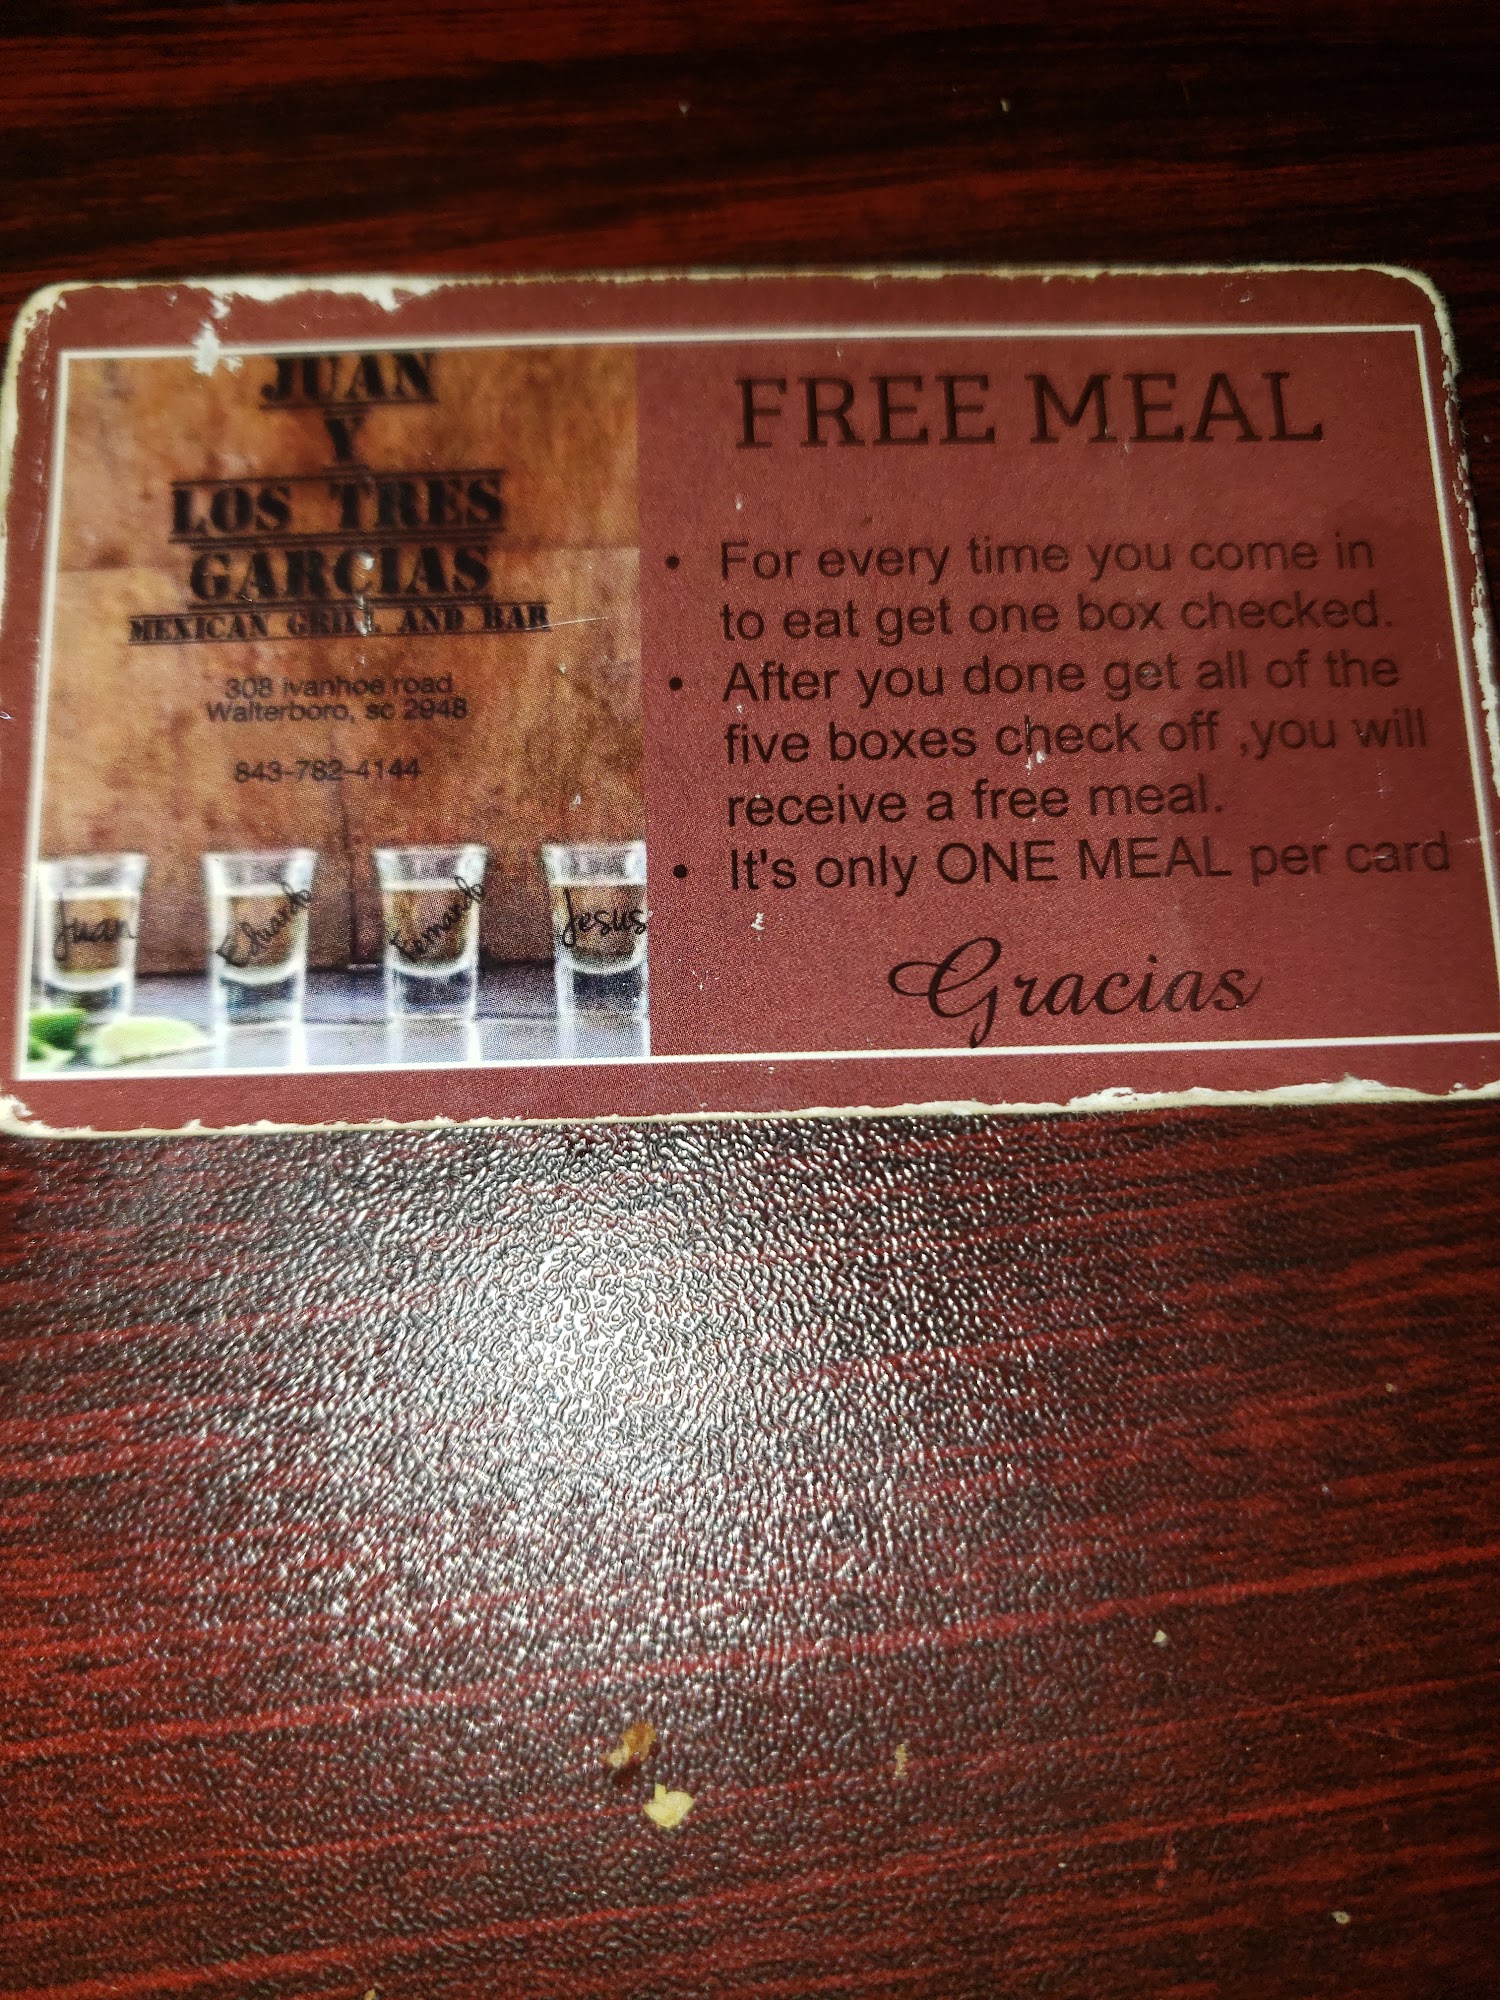 JUAN
Y
LOS TRES
GARCIAS
MEXICAN GRILL AND BAR
308 ivanhoe road
Walterboro, sc 2948
843-782-4144
Juan
Eduardo
Fernando
Jesus
FREE MEAL
• For every time you come in
to eat get one box checked.
• After you done get all of the
five boxes check off ,you will
receive a free meal.
• It's only ONE MEAL per card
Gracias